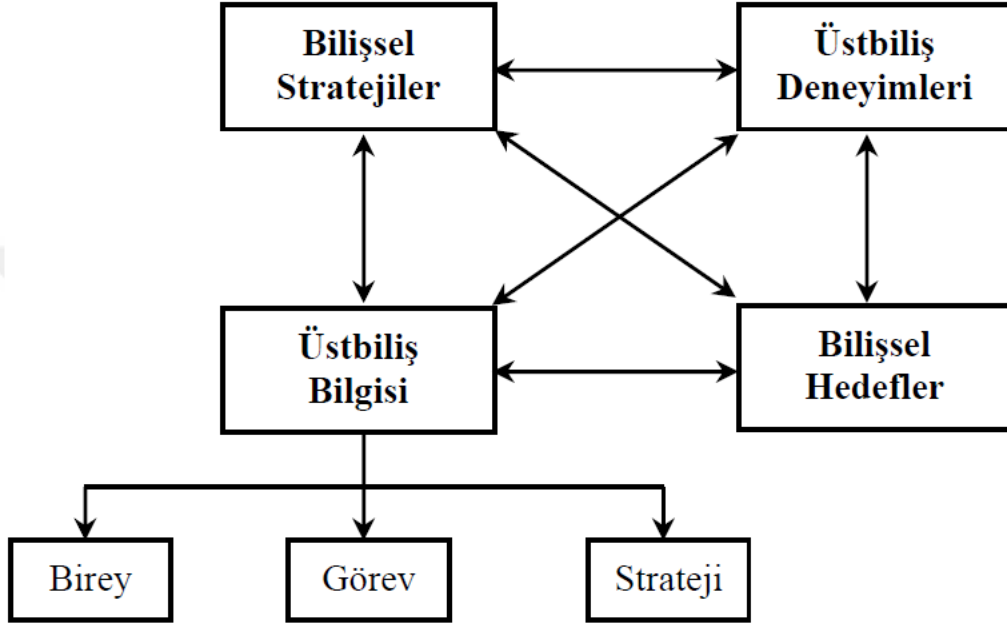 Bilişsel
Stratejiler
Üstbiliş
Deneyimleri
Üstbiliş
Bilgisi
Bilişsel
Hedefler
Birey
Görev
Strateji